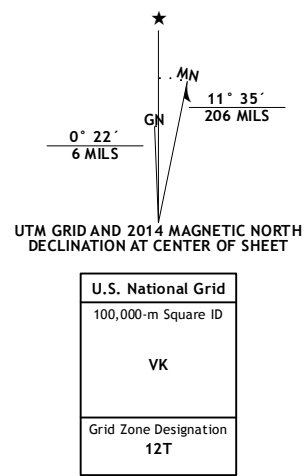 ★
MN
GN
11° 35´
206 MILS
0° 22´
6 MILS
UTM GRID AND 2014 MAGNETIC NORTH
DECLINATION AT CENTER OF SHEET
U.S. National Grid
100,000-m Square ID
VK
Grid Zone Designation
12T